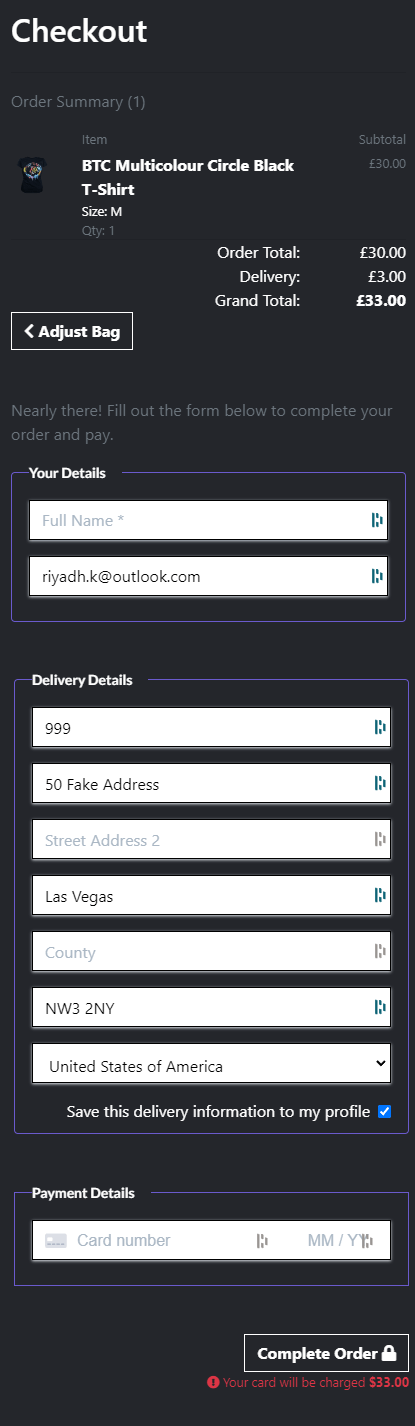 Checkout
Order Summary (1)
Item Subtotal
BTC Multicolour Circle Black £30.00
T-Shirt
Size: M
Qty: 1
Order Total: £30.00
Delivery: £3.00
Grand Total: £33.00
Adjust Bag
Nearly there! Fill out the form below to complete your
order and pay.
Your Details
Full Name *
riyadh.k@outlook.com
Delivery Details
999
50 Fake Address
Street Address 2
Las Vegas
County
NW3 2NY
United States of America
Save this delivery information to my profile
Payment Details
Card number MM / YY
Complete Order
Your card will be charged $33.00